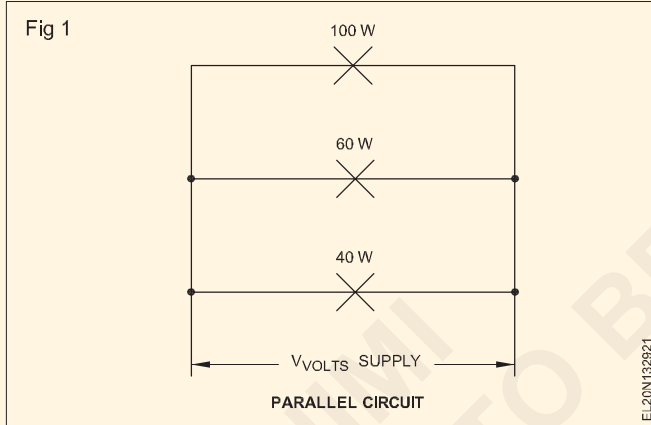 Fig 1
100 W
60 W
40 W
VVOLTS SUPPLY
PARALLEL CIRCUIT
EL20N132921